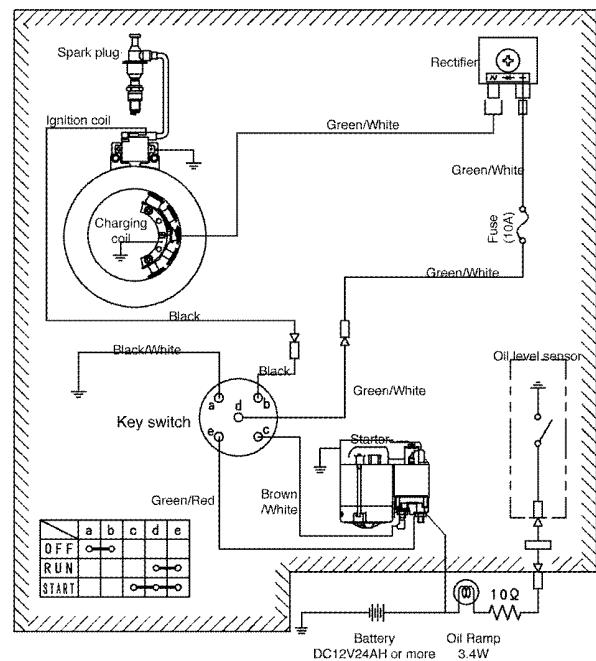 Spark plug
Rectifier
Ignition coil
Green/White
Green/White
Charging
coil
Fuse
(10A)
Green/White
Black
Black/White
Oil level sensor
Black
Green/White
a
d
b
Key switch
e
c
Starter
Green/Red
Brown
/White
a b c d e
OFF
RUN
START
10Ω
Battery
DC12V24AH or more
Oil Ramp
3.4W